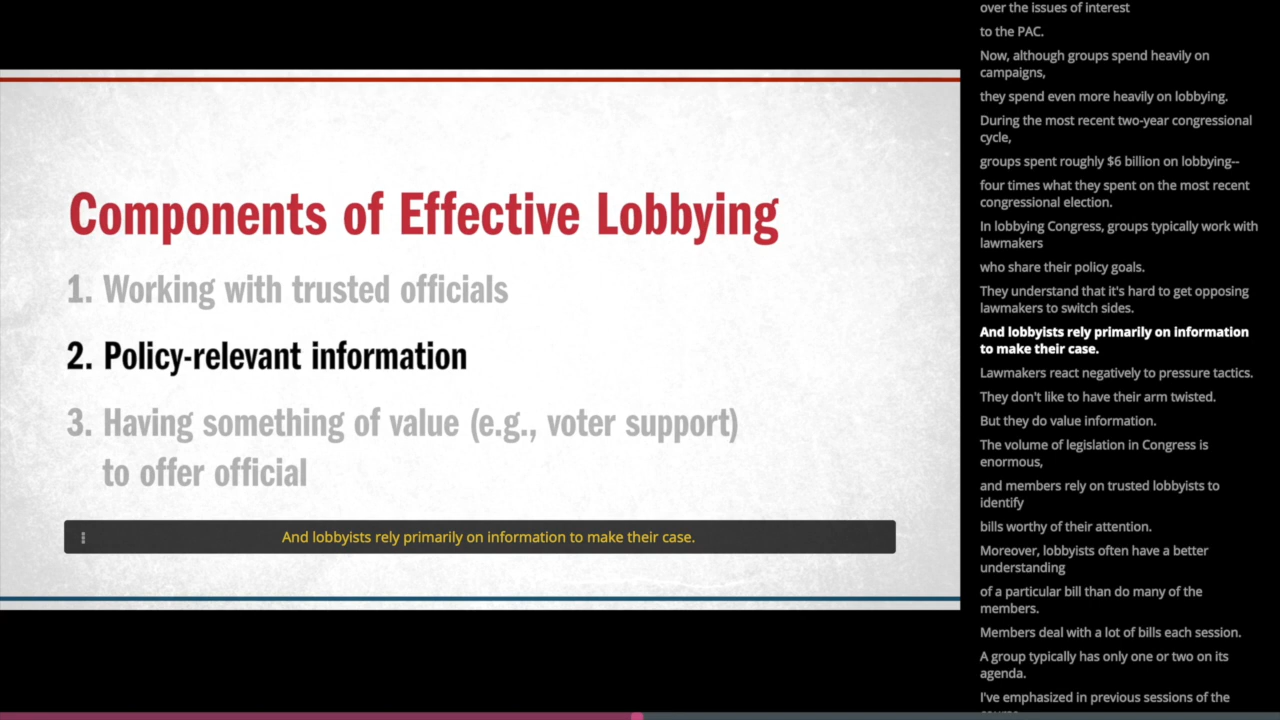 Components of Effective Lobbying
1. Working with trusted officials
2. Policy-relevant information
3. Having something of value (e.g., voter support)
to offer official
And lobbyists rely primarily on information to make their case.
over the issues of interest
to the PAC.
Now, although groups spend heavily on
campaigns,
they spend even more heavily on lobbying.
During the most recent two-year congressional
cycle,
groups spent roughly $6 billion on lobbying--
four times what they spent on the most recent
congressional election.
In lobbying Congress, groups typically work with
lawmakers
who share their policy goals.
They understand that it's hard to get opposing
lawmakers to switch sides.
And lobbyists rely primarily on information
to make their case.
Lawmakers react negatively to pressure tactics.
They don't like to have their arm twisted.
But they do value information.
The volume of legislation in Congress is
enormous,
and members rely on trusted lobbyists to
identify
bills worthy of their attention.
Moreover, lobbyists often have a better
understanding
of a particular bill than do many of the
members.
Members deal with a lot of bills each session.
A group typically has only one or two on its
agenda.
I've emphasized in previous sessions of the